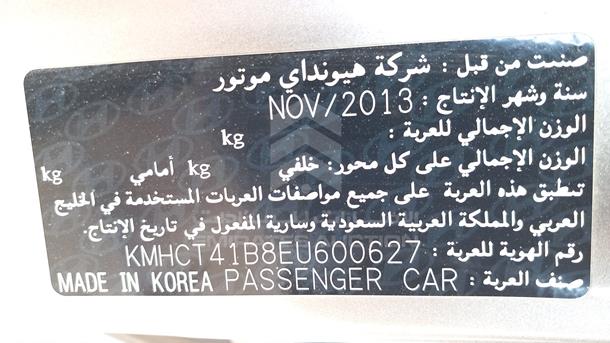 صنعت من قبل : شركة هيونداي موتور
سنة وشهر الإنتاج : NOV/2013
الوزن الإجمالي للعربة : kg
الوزن الإجمالي على كل محور: خلفي kg أمامي kg
تنطبق هذه العربة على جميع مواصفات العربات المستخدمة في الخليج
العربي والمملكة العربية السعودية وسارية المفعول في تاريخ الإنتاج.
رقم الهوية للعربة : KMHCT41B8EU600627
صنف العربة : PASSENGER CAR MADE IN KOREA